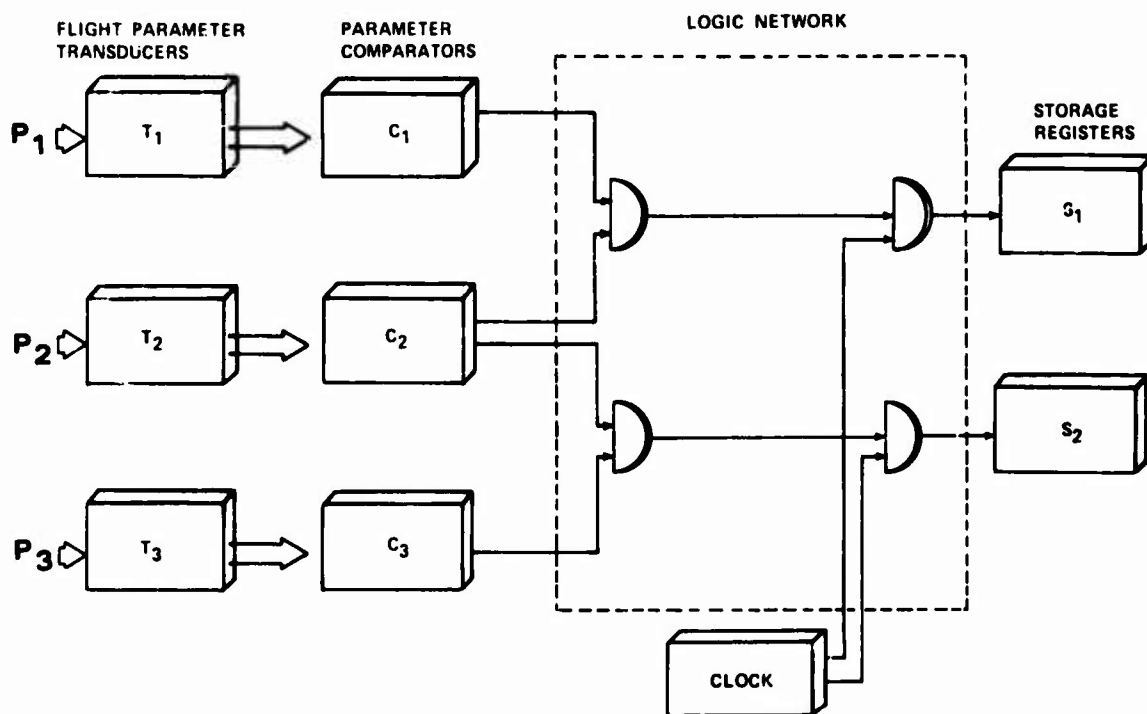 FLIGHT PARAMETER
TRANSDUCERS
PARAMETER
COMPARATORS
LOGIC NETWORK
STORAGE
REGISTERS
P1
T1
C1
S1
P2
T2
C2
S2
P3
T3
C3
CLOCK